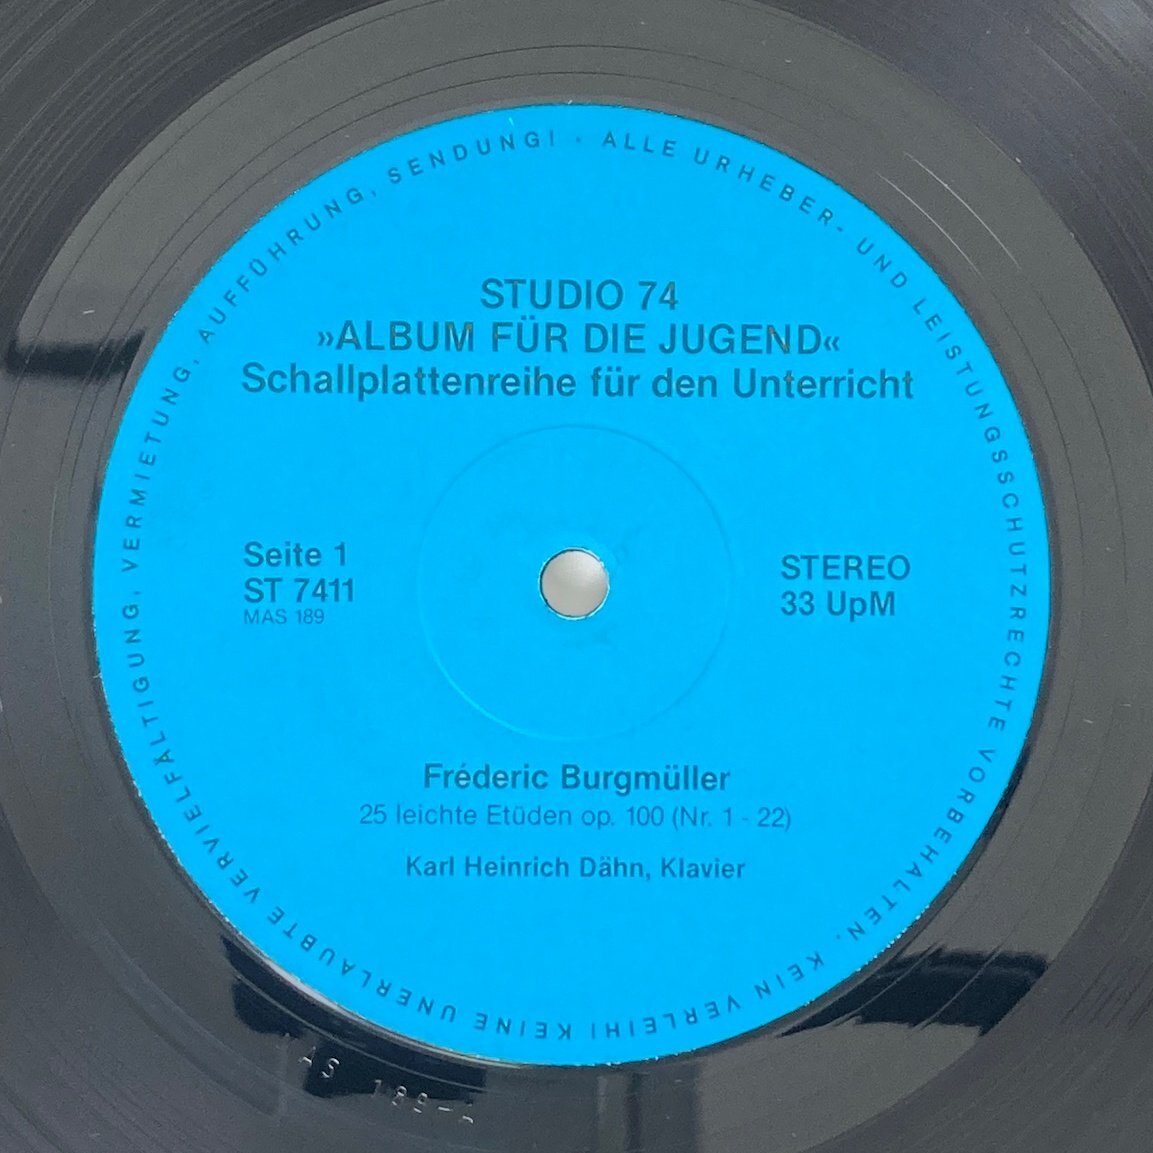 STUDIO 74
»ALBUM FÜR DIE JUGEND«
Schallplattenreihe für den Unterricht
Seite 1
ST 7411
MAS 189
STEREO
33 UpM
Fréderic Burgmüller
25 leichte Etüden op. 100 (Nr. 1 - 22)
Karl Heinrich Dähn, Klavier
ALLE URHEBER- UND LEISTUNGSSCHUTZRECHTE VORBEHALTEN. KEIN VERLEIH! KEINE UNERLAUBTE VERVIELFÄLTIGUNG, VERMIETUNG, AUFFÜHRUNG, SENDUNG! ·